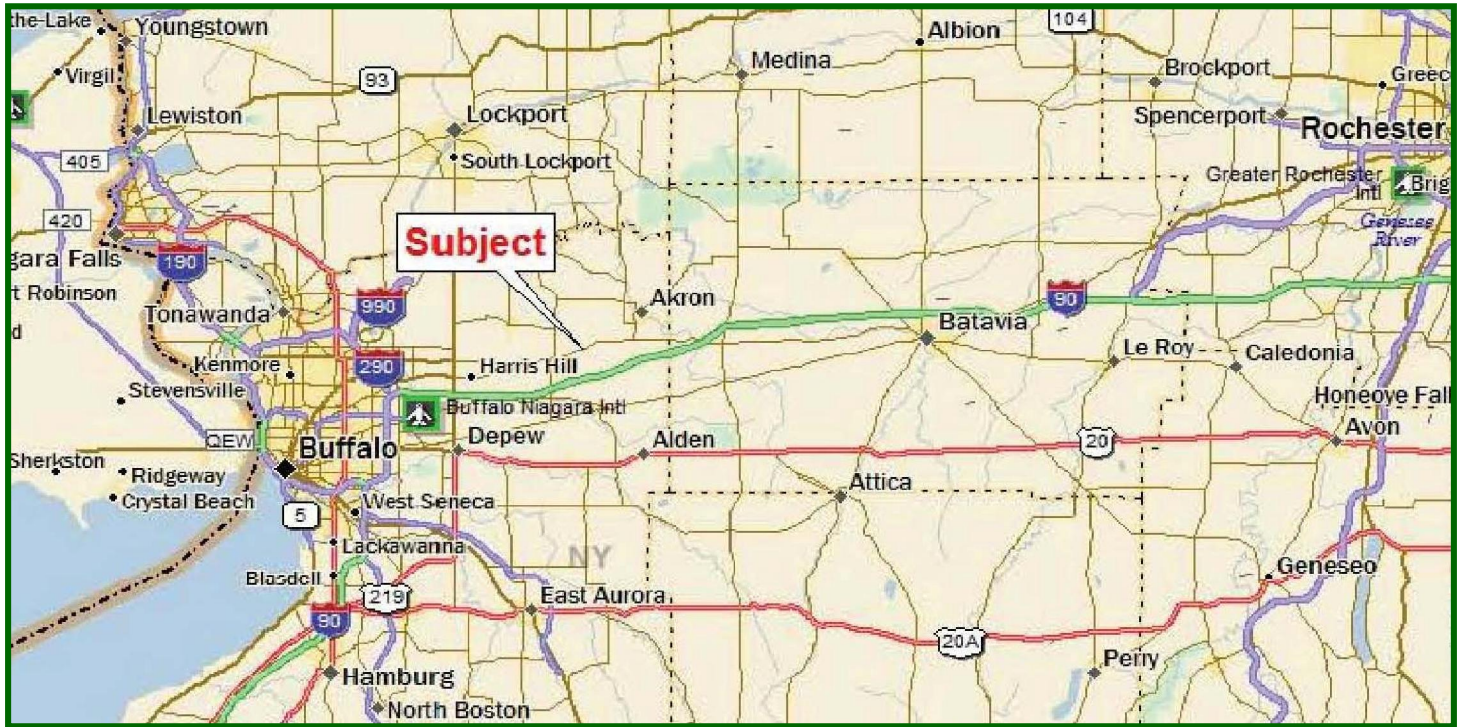 the-Lake
Youngstown
Virgil
93
Medina
Albion
104
Brockport
Greec
Lewiston
Lockport
Spencerport
Rochester
405
South Lockport
Greater Rochester
Intl
Brig
420
Subject
Genesee
River
gara Falls
190
rt Robinson
Tonawanda
990
Akron
90
Batavia
d
Kenmore
290
Harris Hill
Le Roy
Caledonia
Stevensville
Buffalo Niagara Intl
Honeoye Fall
QEW
Buffalo
Depew
Alden
20
Avon
Sherkston
Ridgeway
Crystal Beach
Attica
5
West Seneca
Lackawanna
NY
Blasdell
219
East Aurora
Geneseo
90
20A
Perry
Hamburg
North Boston